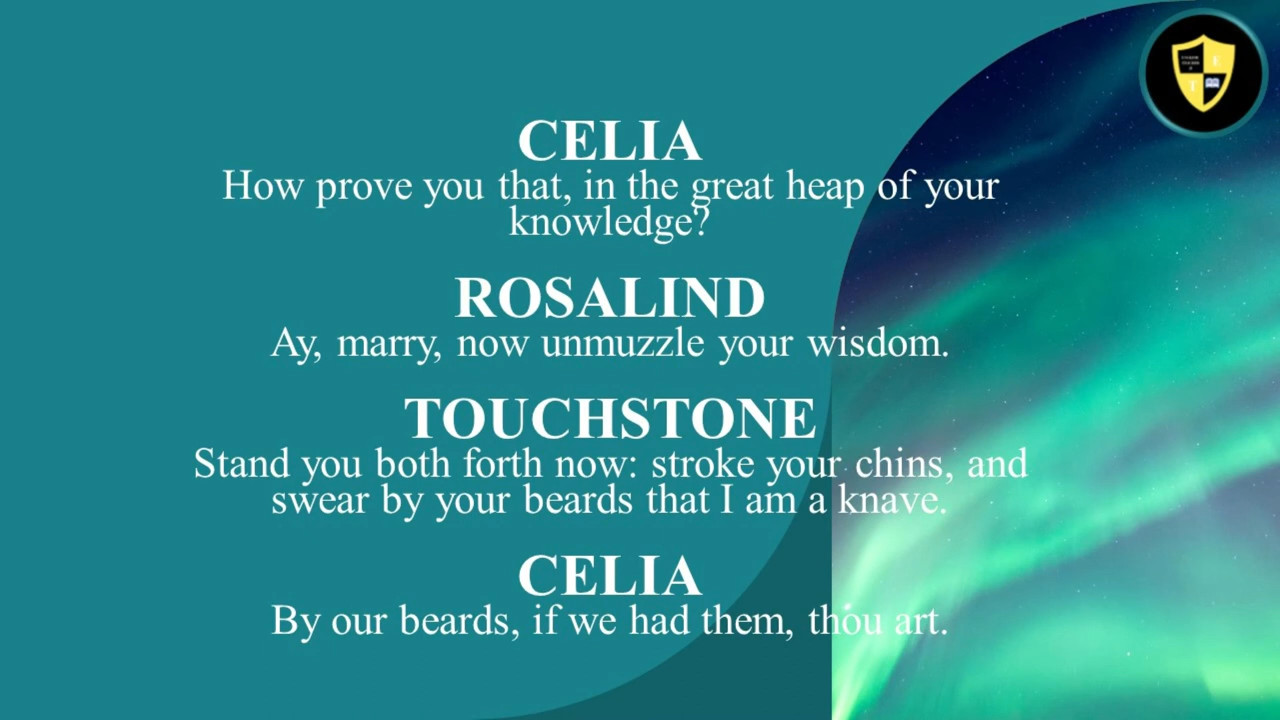 CELIA
How prove you that, in the great heap of your
knowledge?
ROSALIND
Ay, marry, now unmuzzle your wisdom.
TOUCHSTONE
Stand you both forth now: stroke your chins, and
swear by your beards that I am a knave.
CELIA
By our beards, if we had them, thou art.
E
T